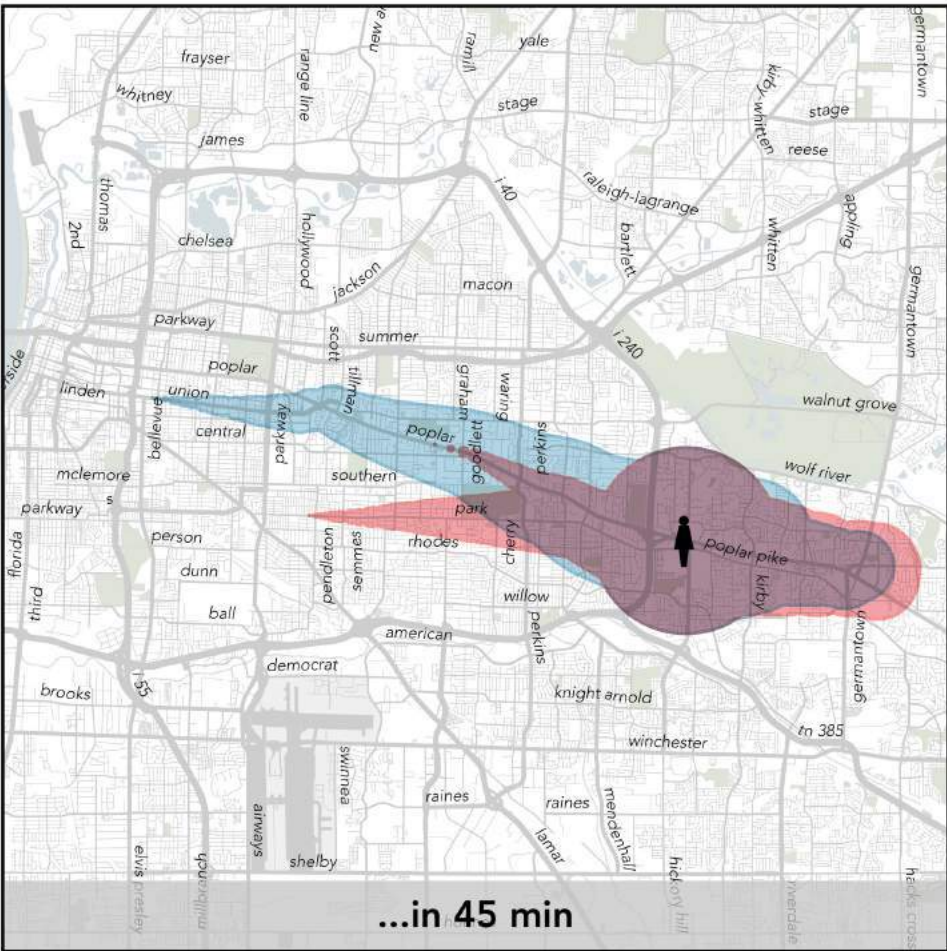 germantown
new a
ramill
yale
frayser
range line
kirby-whitten
whitney
stage
stage
james
reese
i 40
raleigh-lagrange
thomas
2nd
hollywood
bartlett
whitten
appling
chelsea
jackson
macon
germantown
parkway
scott
summer
i 240
poplar
tillman
graham
waring
linden
union
walnut grove
bellevue
central
parkway
poplar
goodlett
perkins
wolf river
mclemore
southern
s
parkway
park
florida
person
pendleton
semmes
rhodes
cherry
poplar pike
dunn
kirby
third
willow
ball
american
perkins
germantown
democrat
i 55
brooks
knight arnold
tn 385
winchester
swinnea
raines
raines
airways
mendenhall
lamar
elvis presley
millbranch
shelby
hickory hill
riverdale
hacks cross
...in 45 min